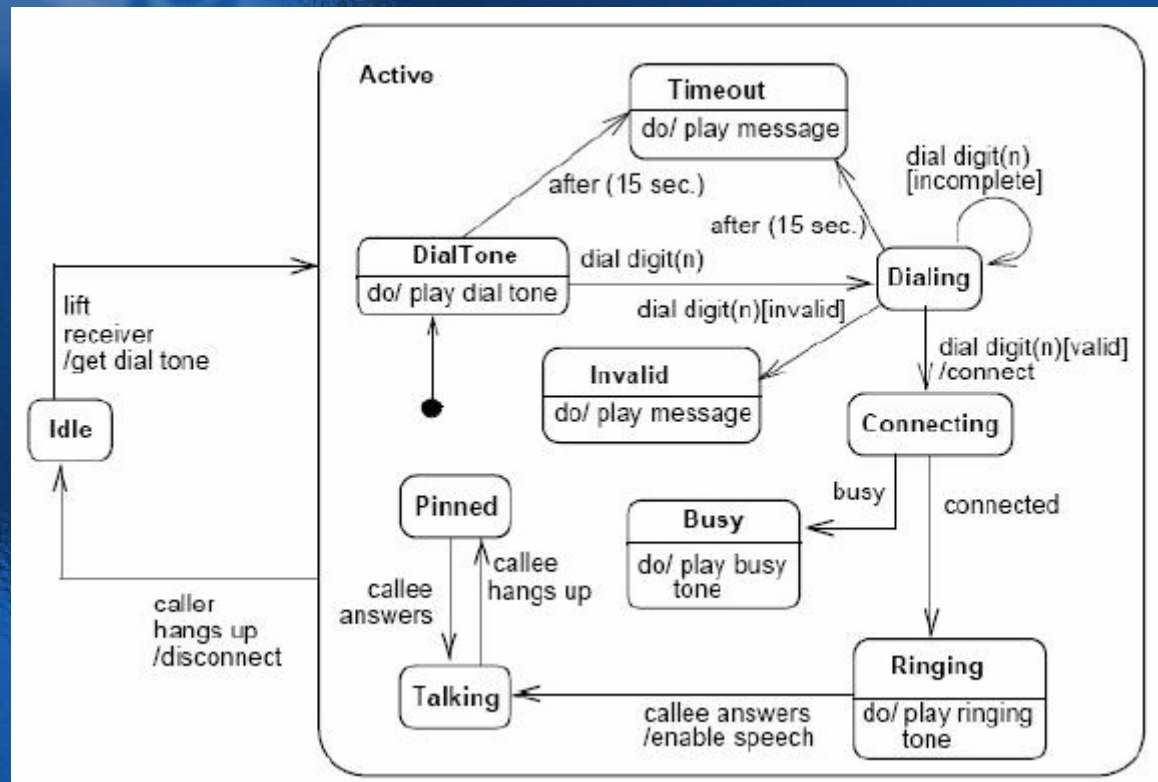 Active
Timeout
do/ play message
dial digit(n)
[incomplete]
after (15 sec.)
after (15 sec.)
DialTone
do/ play dial tone
dial digit(n)
Dialing
lift
receiver
/get dial tone
dial digit(n)[invalid]
Invalid
do/ play message
dial digit(n)[valid]
/connect
Idle
Connecting
Pinned
busy
connected
Busy
do/ play busy
tone
callee
answers
callee
hangs up
caller
hangs up
/disconnect
Talking
callee answers
/enable speech
Ringing
do/ play ringing
tone